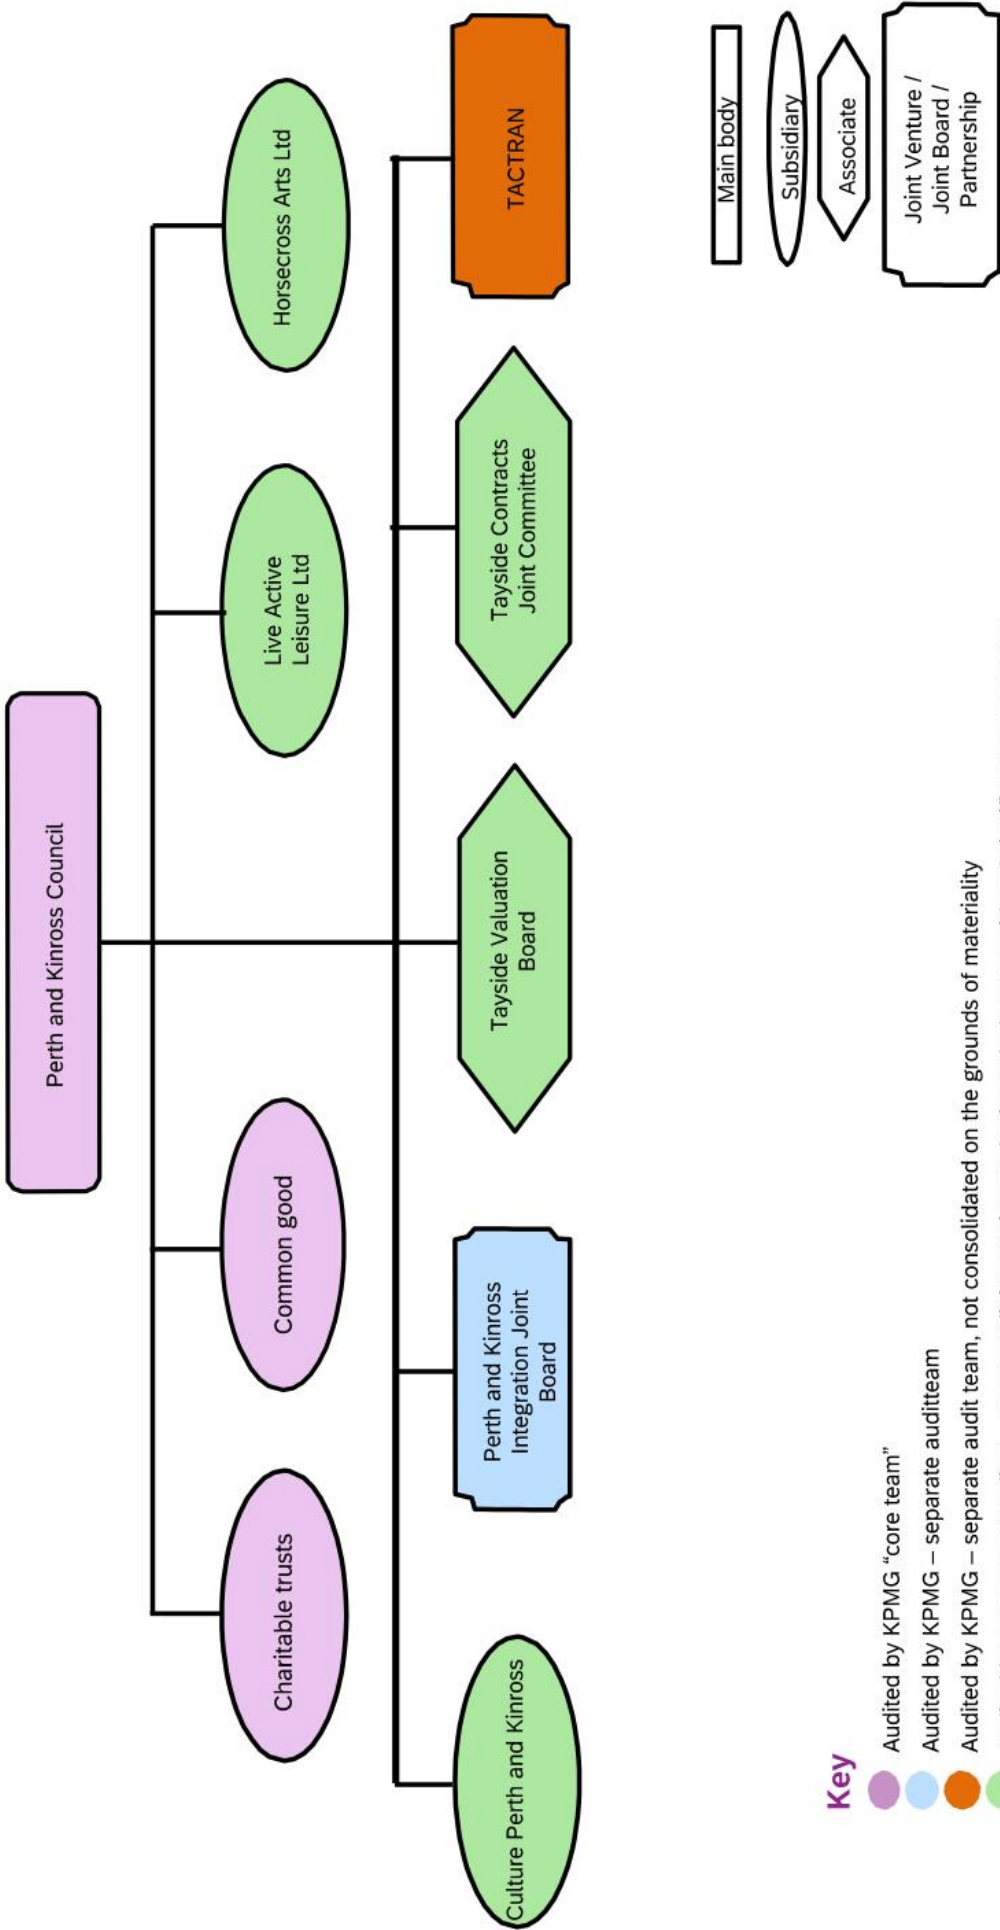 Perth and Kinross Council
Charitable trusts
Common good
Live Active
Leisure Ltd
Horsecross Arts Ltd
Culture Perth and Kinross
Perth and Kinross
Integration Joint
Board
Tayside Valuation
Board
Tayside Contracts
Joint Committee
TACTRAN
Key
Audited by KPMG “core team”
Audited by KPMG – separate auditteam
Audited by KPMG – separate audit team, not consolidated on the grounds of materiality
Main body
Subsidiary
Associate
Joint Venture /
Joint Board /
Partnership